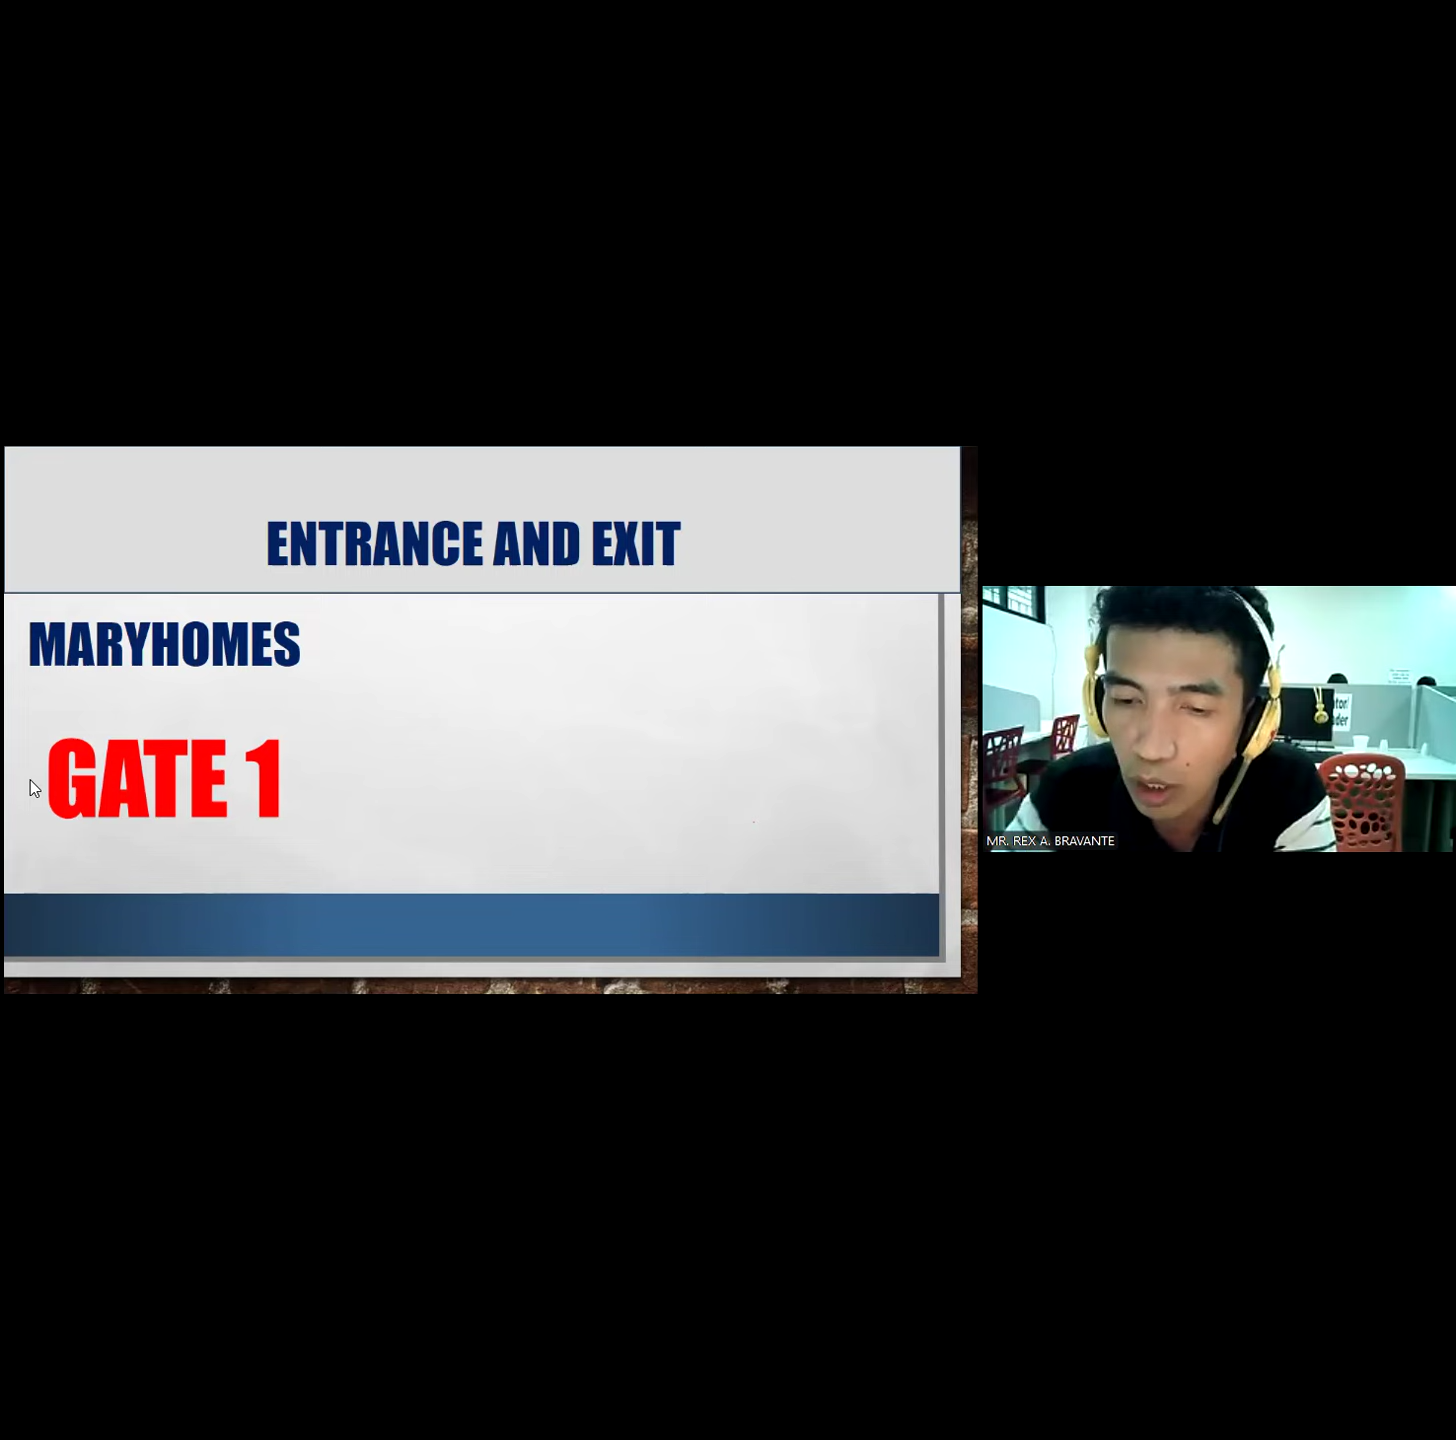 ENTRANCE AND EXIT
MARYHOMES
GATE 1
MR. REX A. BRAVANTE